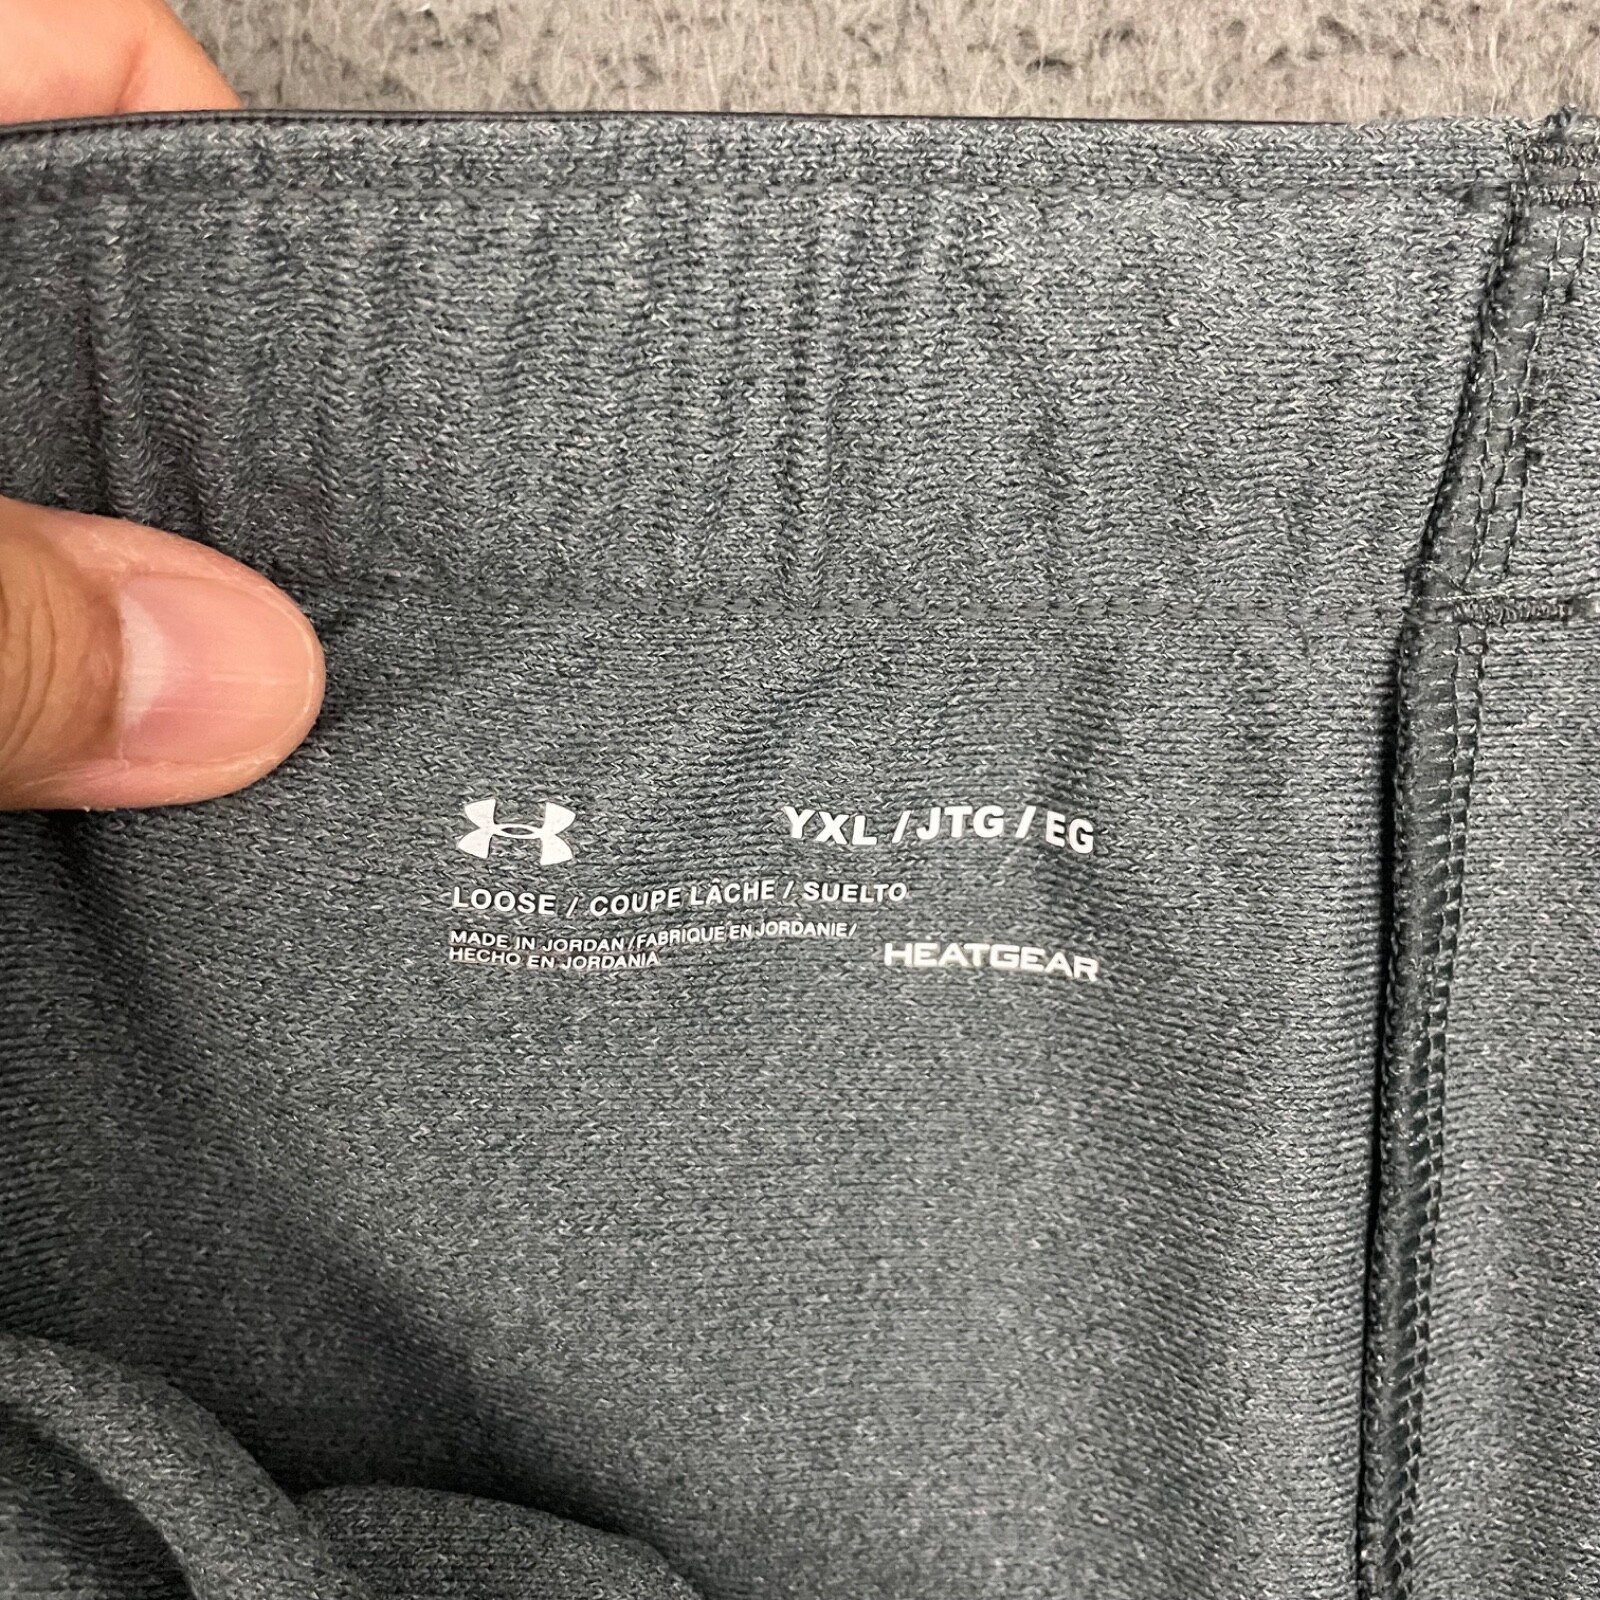 YXL / JTG / EG
LOOSE / COUPE LÂCHE / SUELTO
MADE IN JORDAN / FABRIQUE EN JORDANIE /
HECHO EN JORDANIA
HEATGEAR